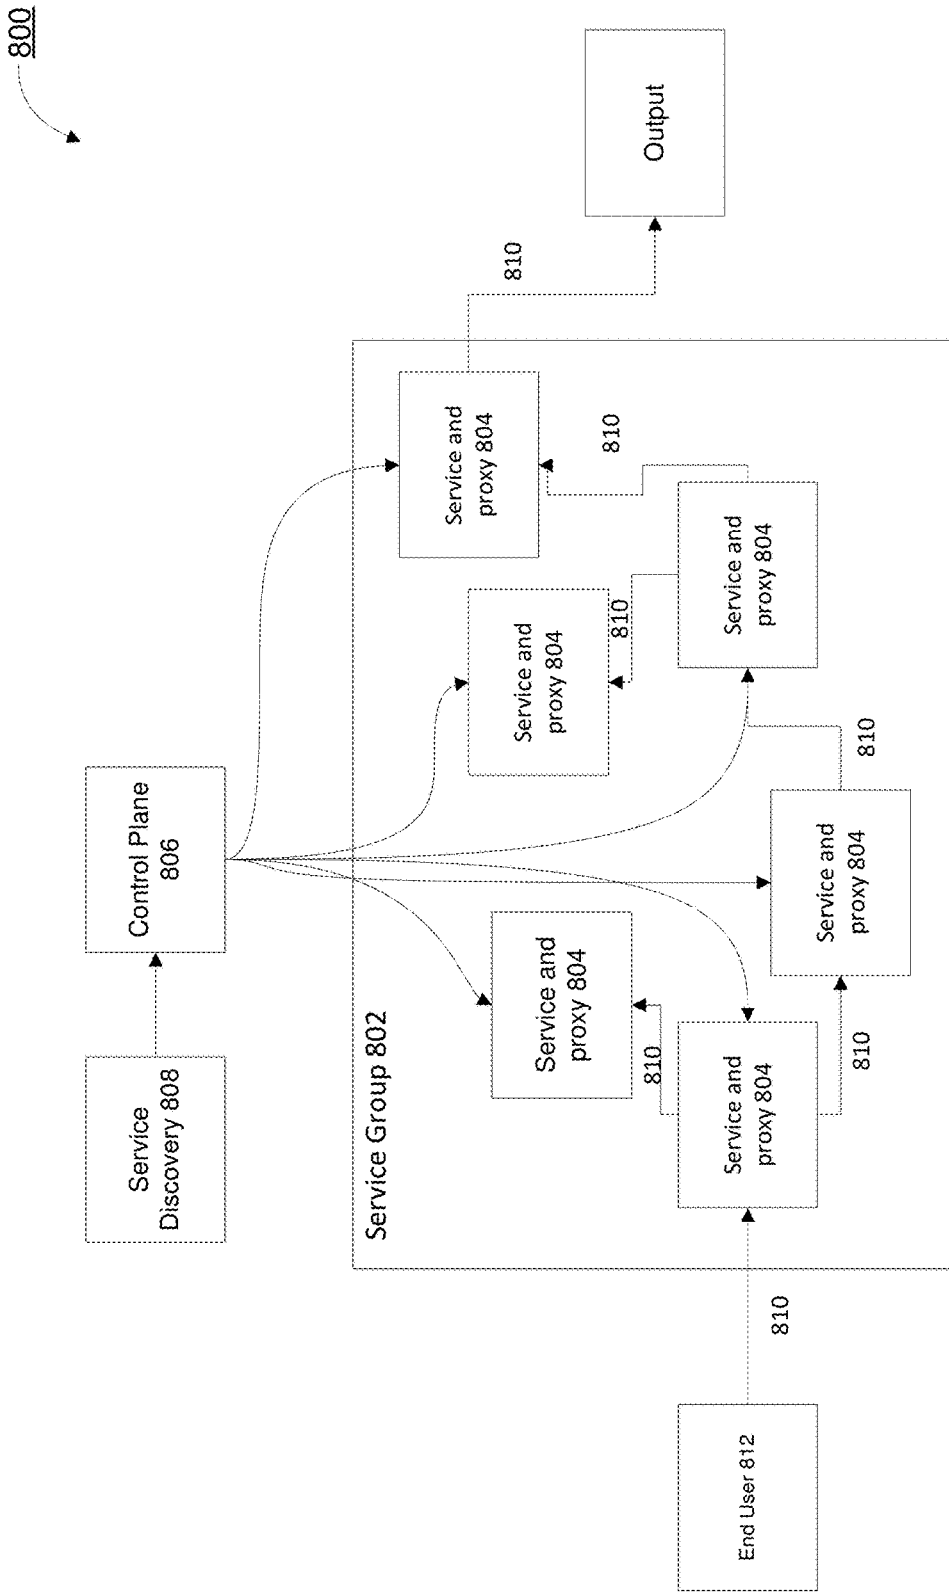 800
Service
Discovery 808
Control Plane
806
Service Group 802
Service and
proxy 804
Service and
proxy 804
Service and
proxy 804
810
Service and
proxy 804
810
Service and
proxy 804
810
810
Service and
proxy 804
810
810
End User 812
810
Output